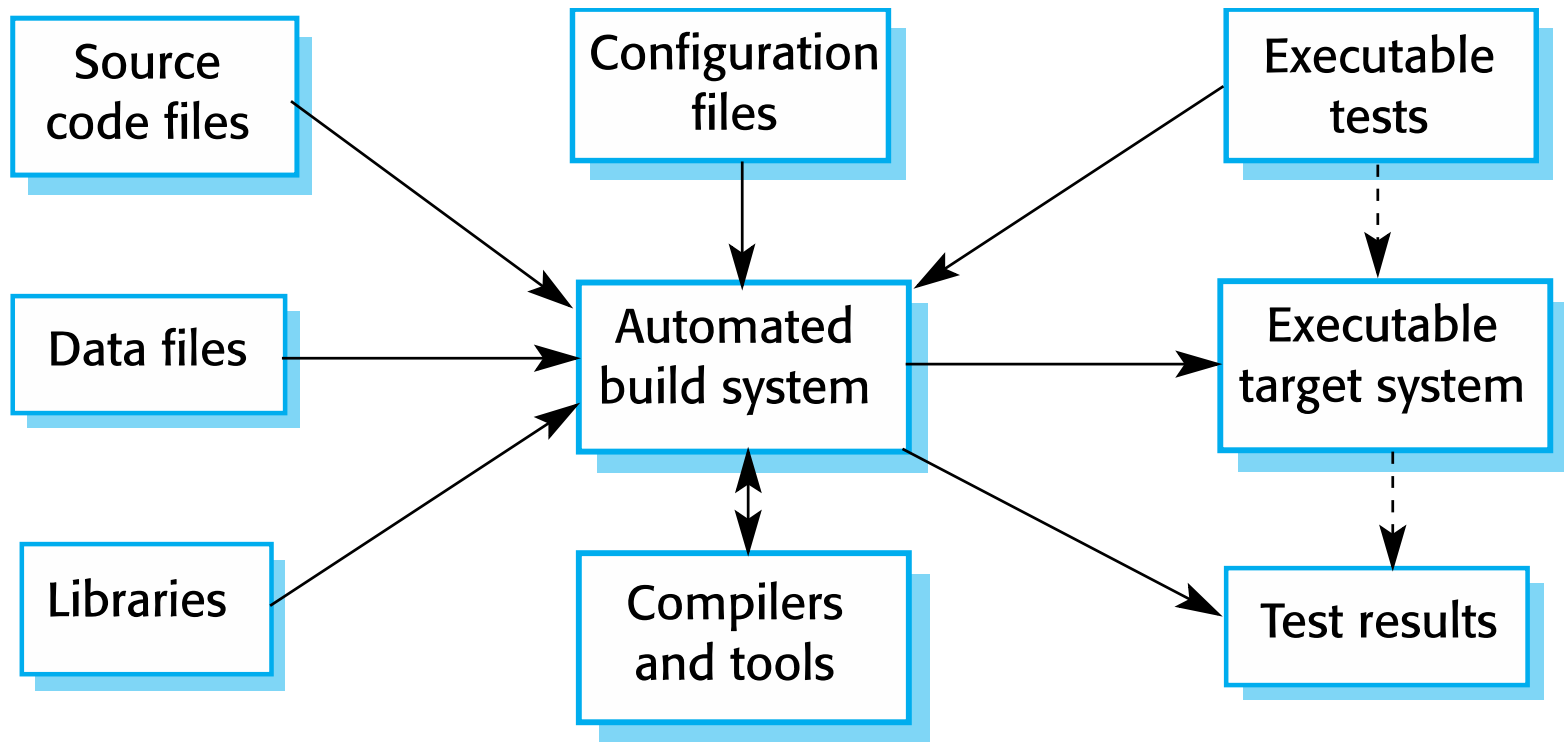 Source
code files
Configuration
files
Executable
tests
Data files
Automated
build system
Executable
target system
Libraries
Compilers
and tools
Test results